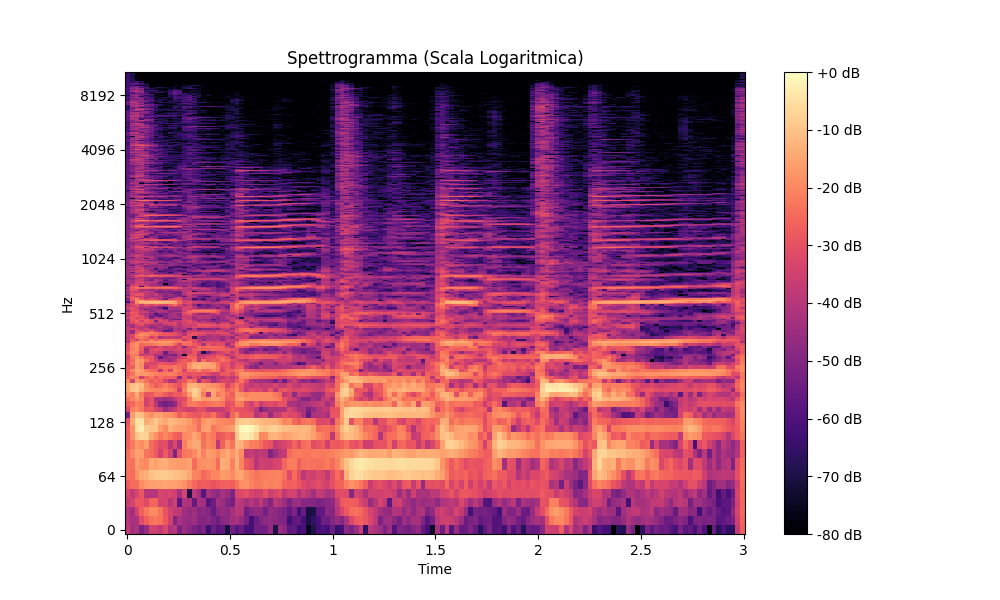 Spettrogramma (Scala Logaritmica)
Hz
8192
4096
2048
1024
512
256
128
64
0
0
0.5
1
1.5
2
2.5
3
Time
+0 dB
-10 dB
-20 dB
-30 dB
-40 dB
-50 dB
-60 dB
-70 dB
-80 dB